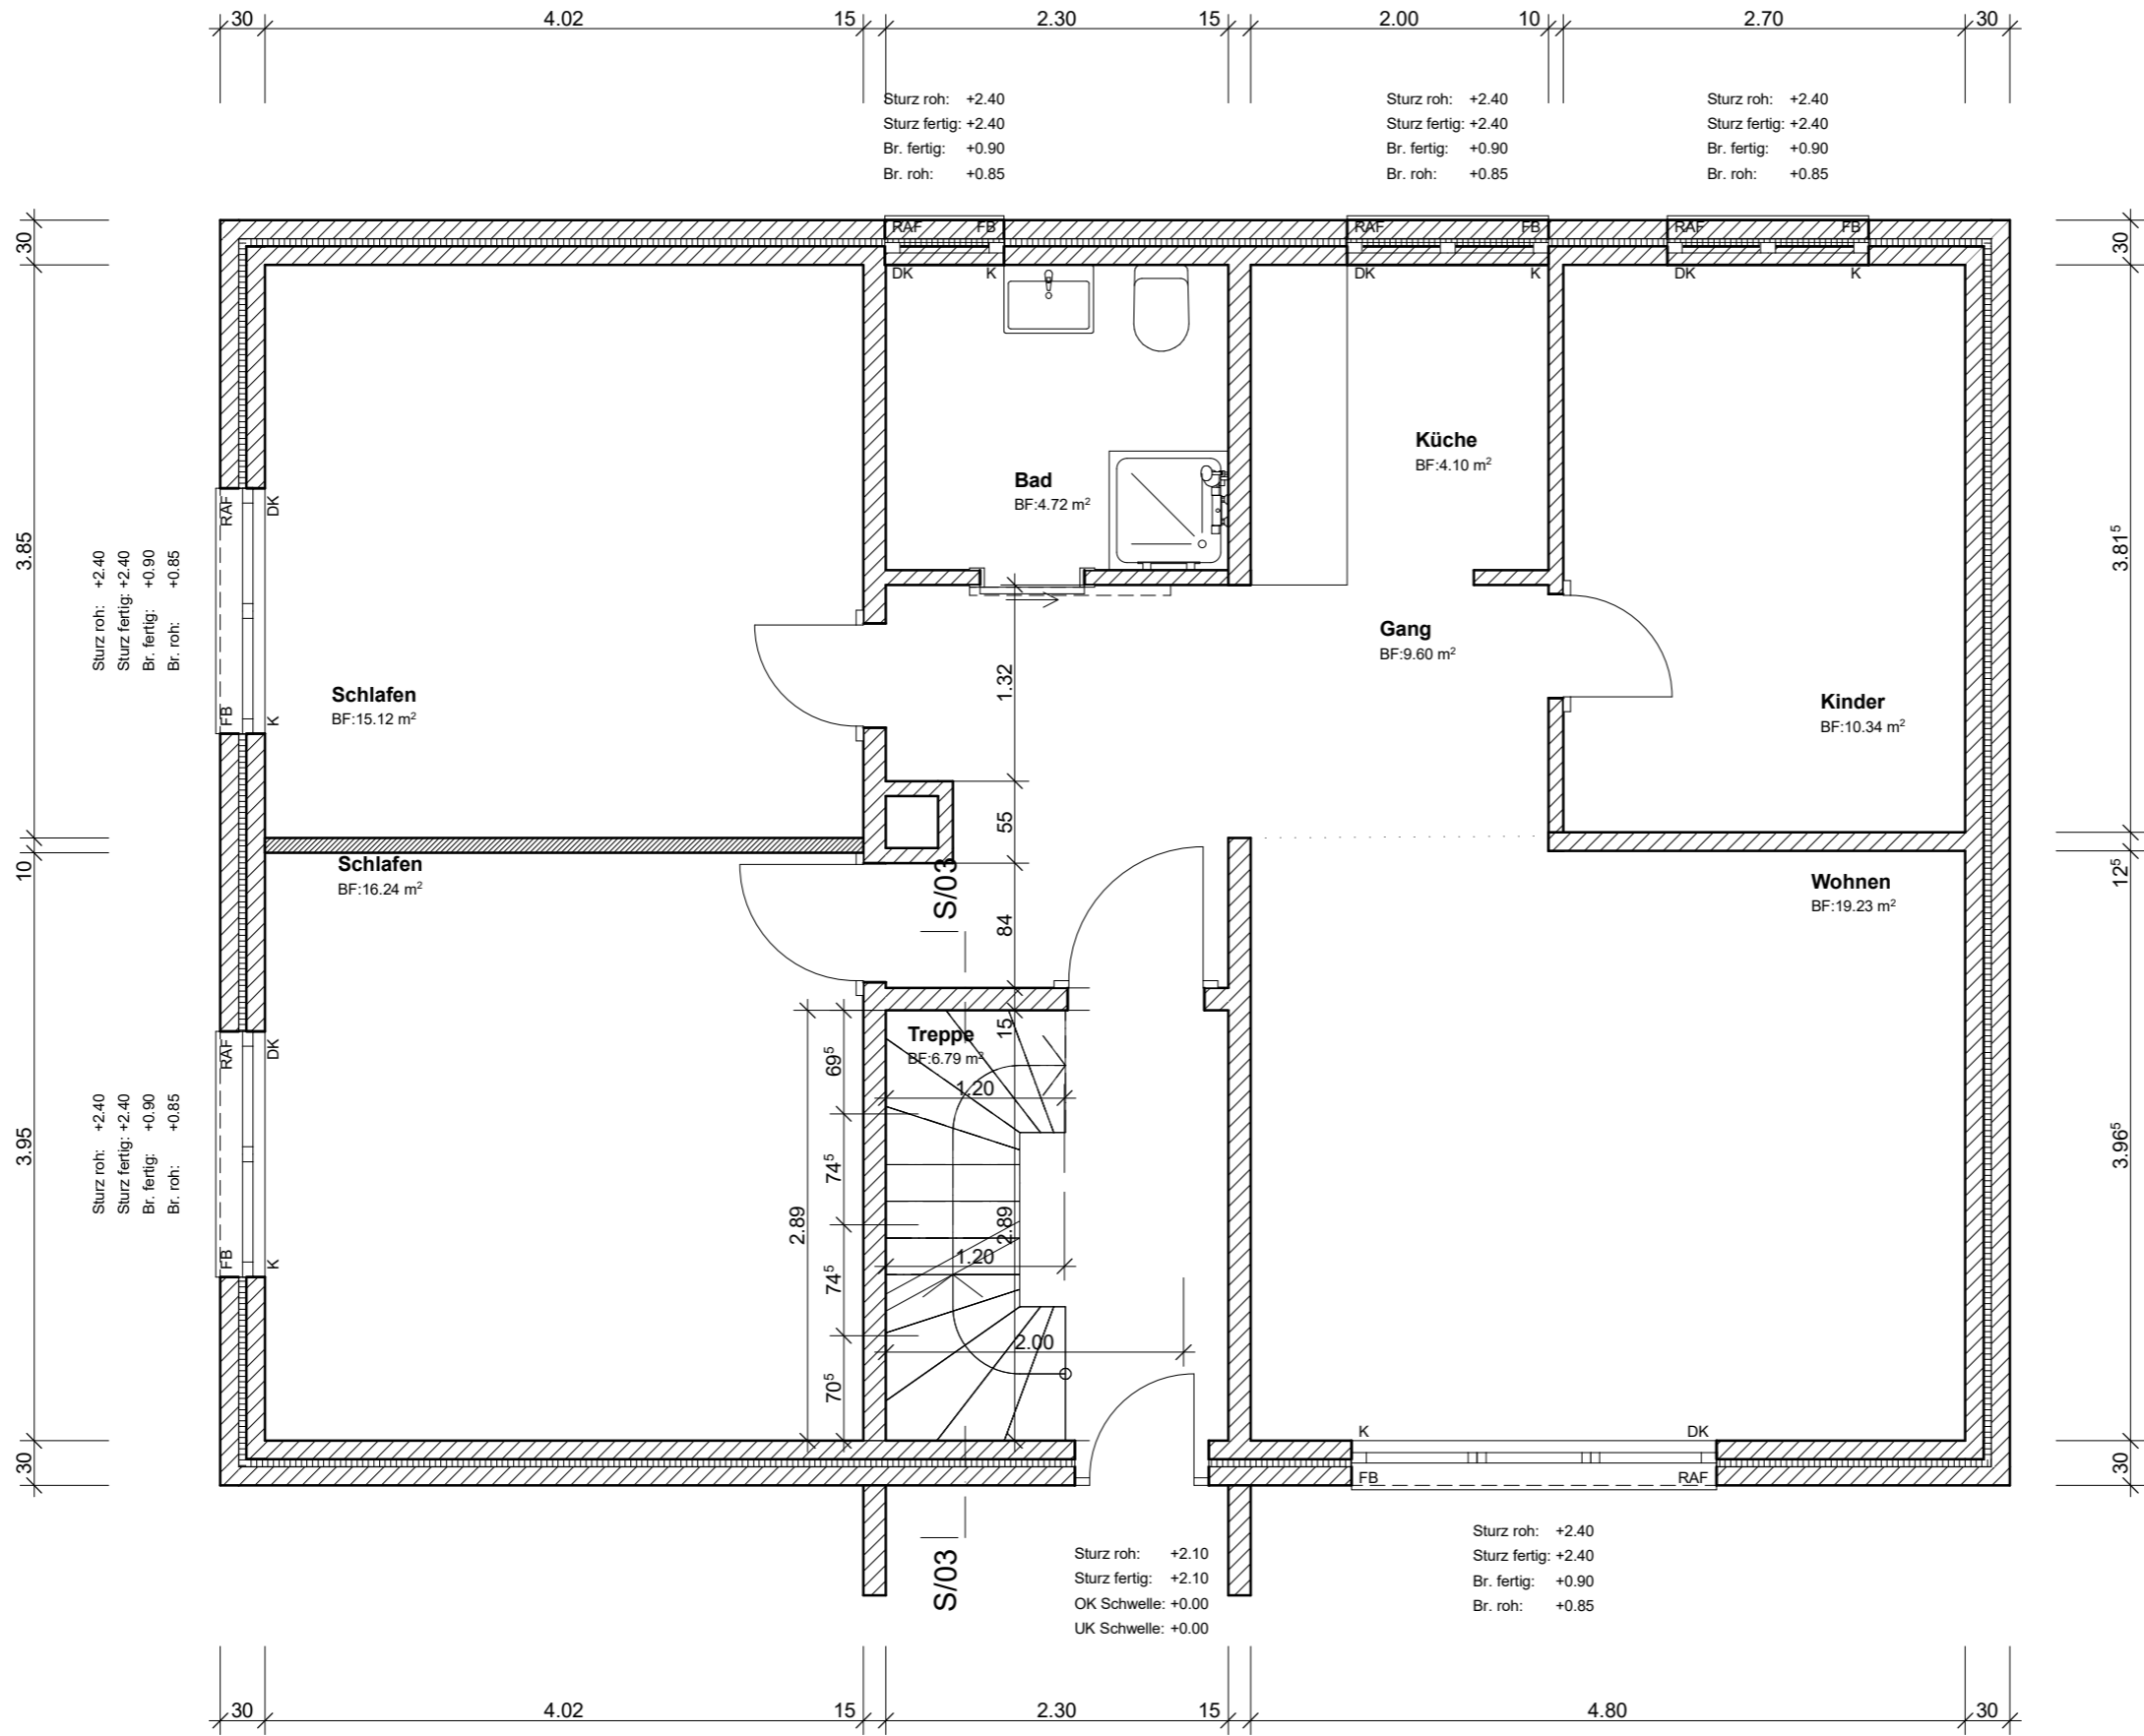 30 4.02 15 2.30 15 2.00 10 2.70 30
Sturz roh: +2.40
Sturz fertig: +2.40
Br. fertig: +0.90
Br. roh: +0.85
Sturz roh: +2.40
Sturz fertig: +2.40
Br. fertig: +0.90
Br. roh: +0.85
Sturz roh: +2.40
Sturz fertig: +2.40
Br. fertig: +0.90
Br. roh: +0.85
RAF FB
DK K
RAF FB
DK K
RAF FB
DK K
30
3.85
10
3.95
30
Sturz roh: +2.40
Sturz fertig: +2.40
Br. fertig: +0.90
Br. roh: +0.85
RAF DK
FB K
Sturz roh: +2.40
Sturz fertig: +2.40
Br. fertig: +0.90
Br. roh: +0.85
RAF DK
FB K
Schlafen
BF:15.12 m²
Schlafen
BF:16.24 m²
Bad
BF:4.72 m²
Küche
BF:4.10 m²
Gang
BF:9.60 m²
Kinder
BF:10.34 m²
Wohnen
BF:19.23 m²
1.32
55
84
15
2.89
S/03
Treppe
BF:6.79 m²
1.20
1.20
2.00
2.89
69⁵
74⁵
74⁵
70⁵
S/03
K DK
FB RAF
30
3.81⁵
12⁵
3.96⁵
30
Sturz roh: +2.10
Sturz fertig: +2.10
OK Schwelle: +0.00
UK Schwelle: +0.00
Sturz roh: +2.40
Sturz fertig: +2.40
Br. fertig: +0.90
Br. roh: +0.85
30 4.02 15 2.30 15 4.80 30